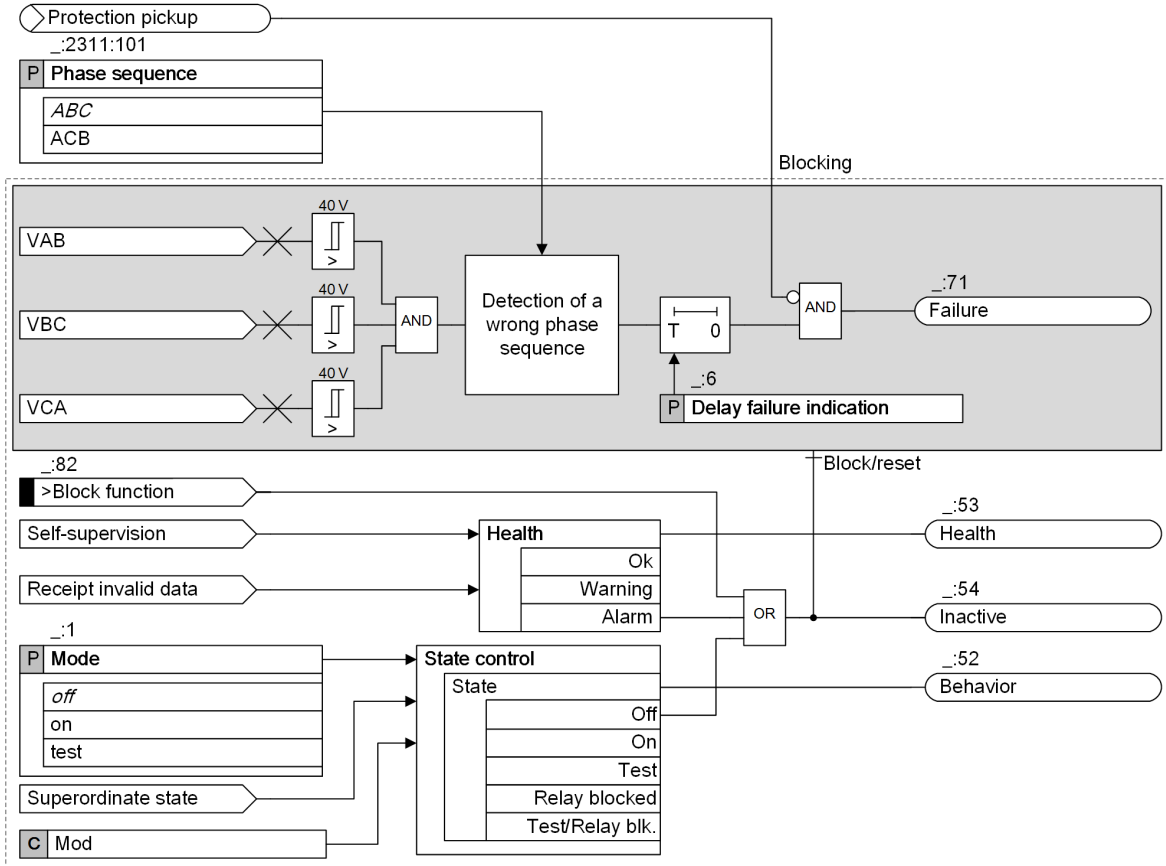 Protection pickup
_:2311:101
P Phase sequence
ABC
ACB
Blocking
40 V
VAB
>
40 V
VBC
>
40 V
VCA
>
AND
Detection of a
wrong phase
sequence
T 0
_:6
P Delay failure indication
AND
_:71
Failure
Block/reset
_:82
>Block function
Self-supervision
Receipt invalid data
Health
Ok
Warning
Alarm
OR
_:53
Health
_:54
Inactive
_:52
Behavior
_:1
P Mode
off
on
test
Superordinate state
C Mod
State control
State
Off
On
Test
Relay blocked
Test/Relay blk.